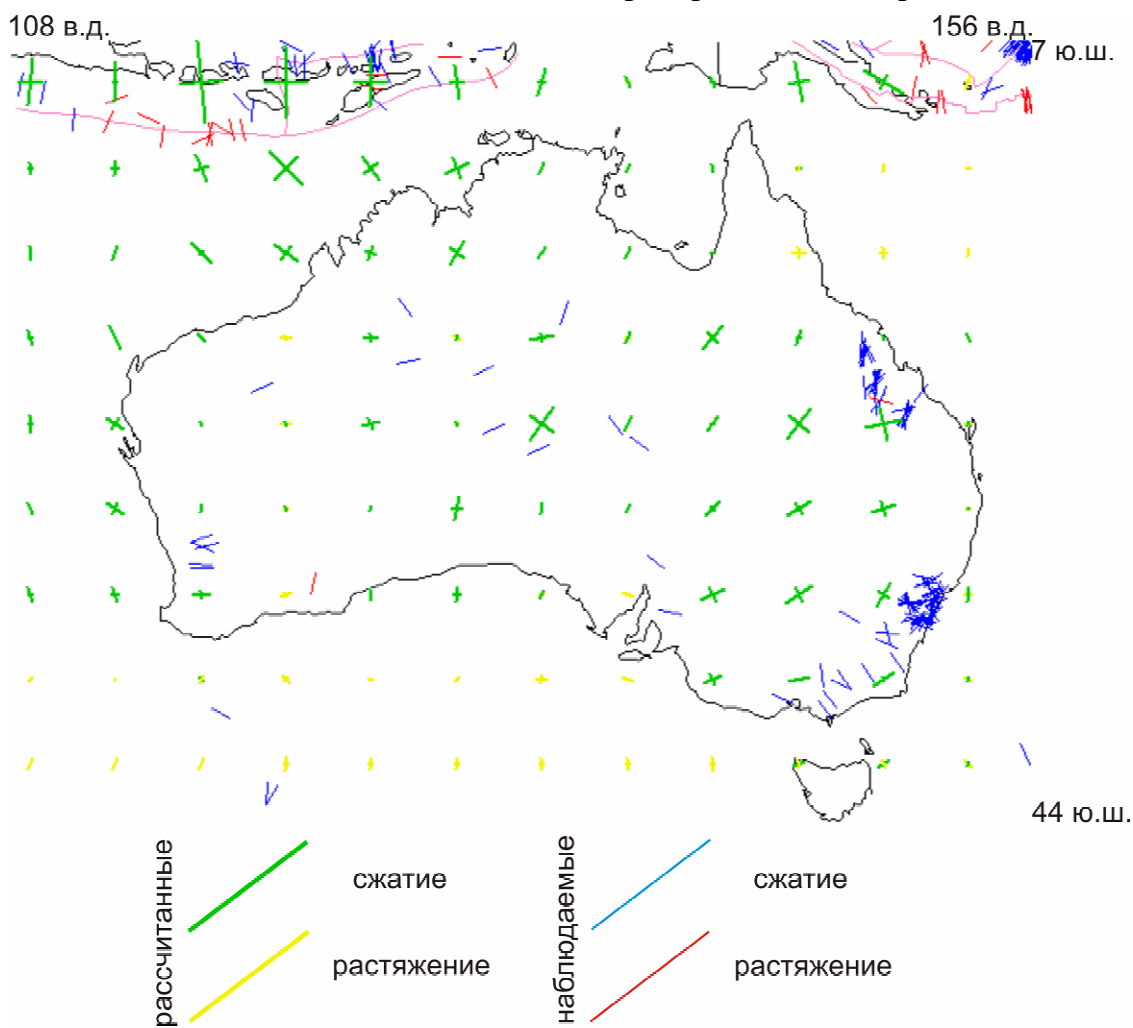 108 в.д.
156 в.д.
7 ю.ш.
44 ю.ш.
рассчитанные
сжатие
растяжение
наблюдаемые
сжатие
растяжение